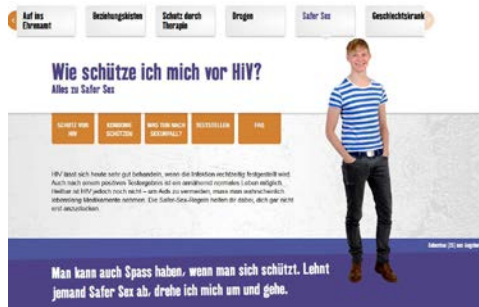 Auf ins
Ehrenamt
Beziehungskisten
Schutz durch
Therapie
Drogen
Safer Sex
Geschlechtskrank
Wie schütze ich mich vor HiV?
Alles zu Safer Sex
SCHUTZ VOR
HIV
KONDOME
SCHÜTZEN
WAS TUN NACH
SEXUNFALL?
TESTSTELLEN
FAQ
HIV lässt sich heute sehr gut behandeln, wenn die Infektion rechtzeitig festgestellt wird.
Auch nach einem positiven Testergebnis ist ein annähernd normales Leben möglich.
Heilbar ist HIV jedoch noch nicht – um Aids zu vermeiden, muss man wahrscheinlich
lebenslang Medikamente nehmen. Die Safer-Sex-Regeln helfen dir dabei, dich gar nicht
erst anzustecken.
Man kann auch Spass haben, wenn man sich schützt. Lehnt
jemand Safer Sex ab, drehe ich mich um und gehe.